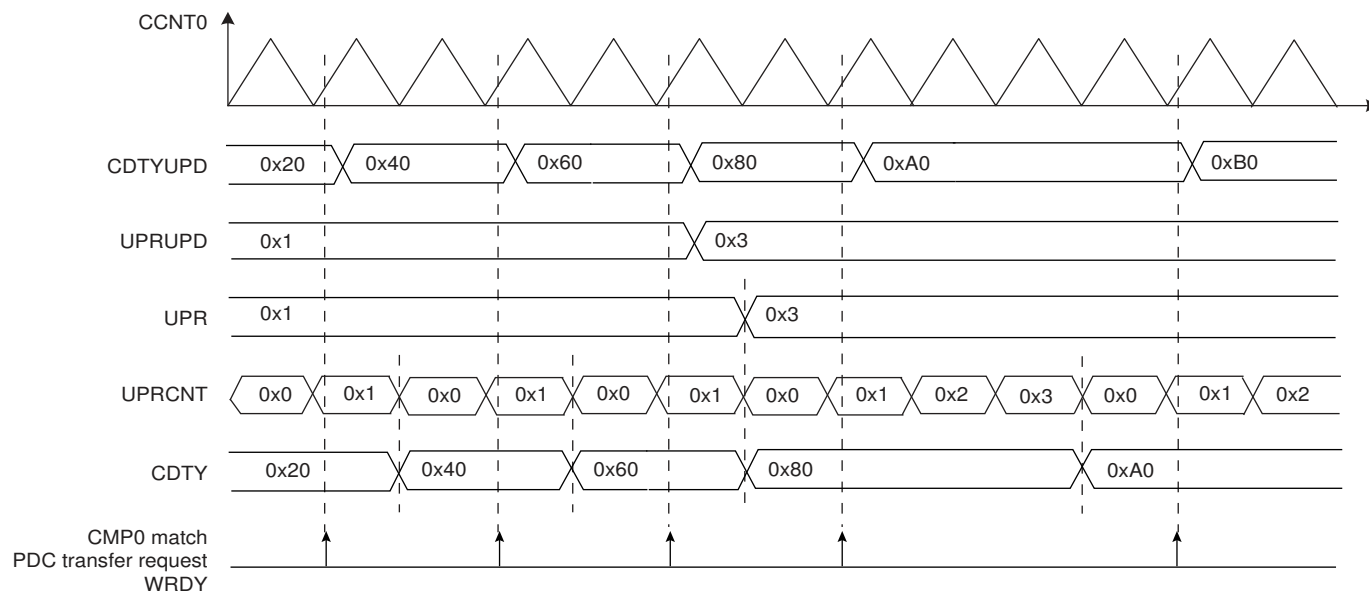 CCNT0
CDTYUPD 0x20 0x40 0x60 0x80 0xA0 0xB0
UPRUPD 0x1 0x3
UPR 0x1 0x3
UPRCNT 0x0 0x1 0x0 0x1 0x0 0x1 0x0 0x1 0x2 0x3 0x0 0x1 0x2
CDTY 0x20 0x40 0x60 0x80 0xA0
CMP0 match
PDC transfer request
WRDY